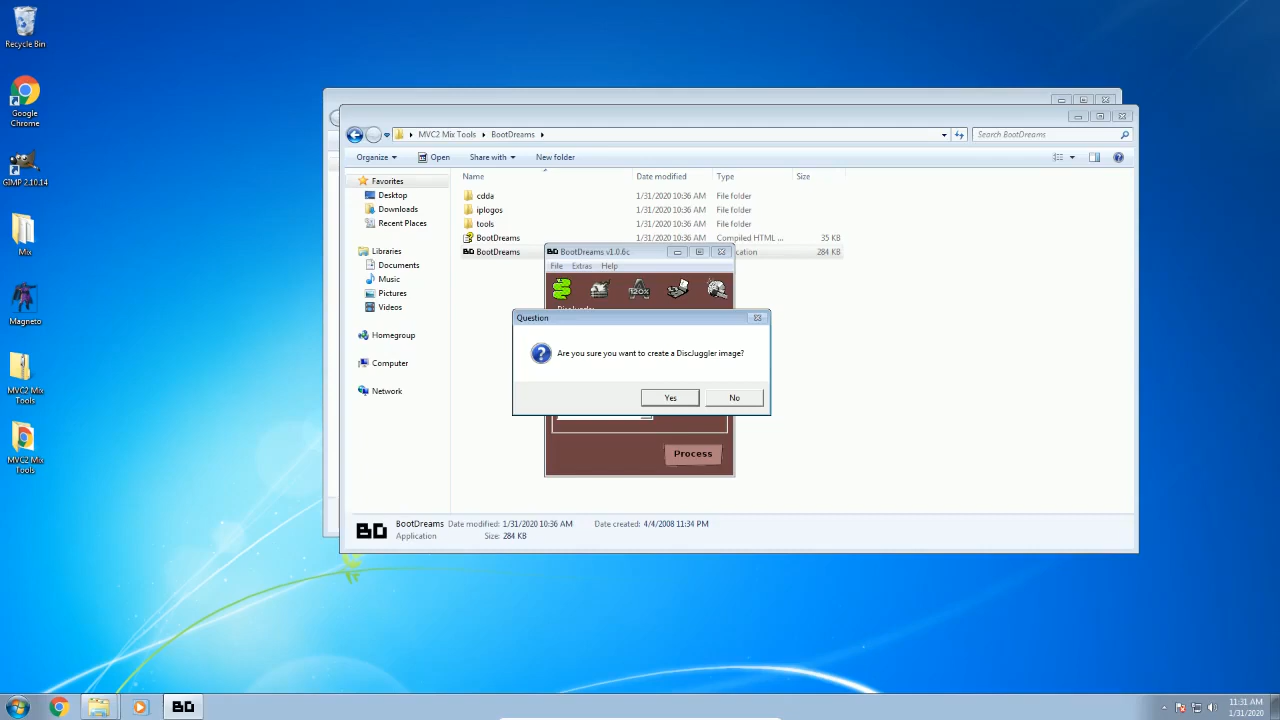 Recycle Bin
Google
Chrome
GIMP 2.10.14
Mix
Magneto
MVC2 Mix
Tools
MVC2 Mix
Tools
MVC2 Mix Tools
BootDreams
Search BootDreams
Organize
Open
Share with
New folder
Favorites
Desktop
Downloads
Recent Places
Libraries
Documents
Music
Pictures
Videos
Homegroup
Computer
Network
Name
Date modified
Type
Size
cdda 1/31/2020 10:36 AM File folder
iplogos 1/31/2020 10:36 AM File folder
tools 1/31/2020 10:36 AM File folder
BootDreams 1/31/2020 10:36 AM Compiled HTML ... 35 KB
BootDreams cation 284 KB
BootDreams v1.0.6c
File Extras Help
120%
Question
Are you sure you want to create a DiscJuggler image?
Yes
No
Process
BD
BootDreams Date modified: 1/31/2020 10:36 AM Date created: 4/4/2008 11:34 PM
Application Size: 284 KB
BD
11:31 AM
1/31/2020